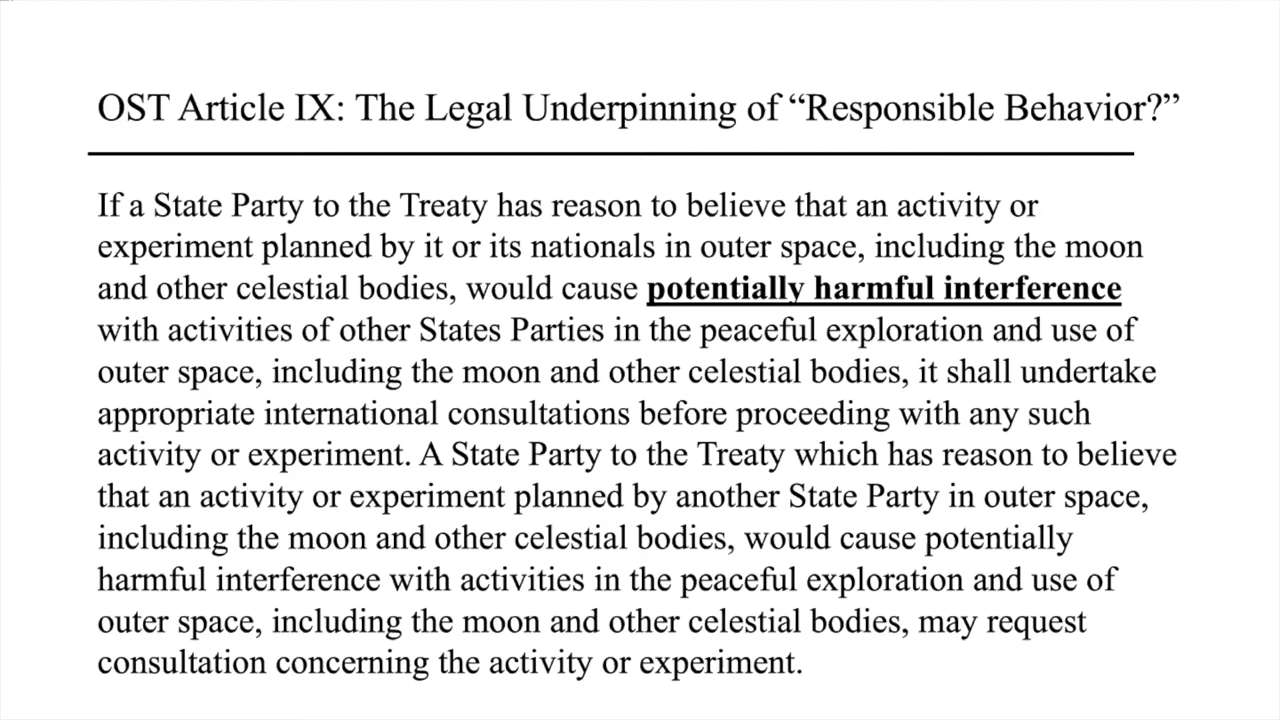 OST Article IX: The Legal Underpinning of “Responsible Behavior?”
If a State Party to the Treaty has reason to believe that an activity or
experiment planned by it or its nationals in outer space, including the moon
and other celestial bodies, would cause potentially harmful interference
with activities of other States Parties in the peaceful exploration and use of
outer space, including the moon and other celestial bodies, it shall undertake
appropriate international consultations before proceeding with any such
activity or experiment. A State Party to the Treaty which has reason to believe
that an activity or experiment planned by another State Party in outer space,
including the moon and other celestial bodies, would cause potentially
harmful interference with activities in the peaceful exploration and use of
outer space, including the moon and other celestial bodies, may request
consultation concerning the activity or experiment.